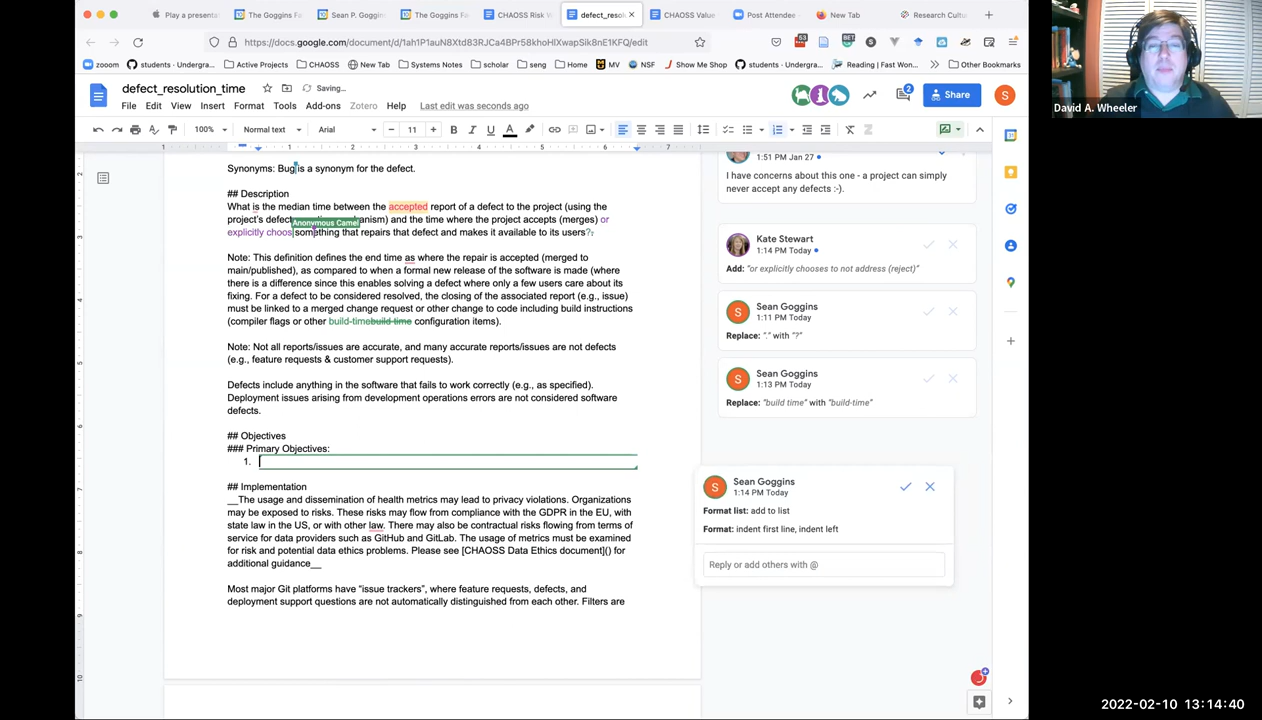 Play a presenta
The Goggins Fa
Sean P. Goggins
The Goggins Fa
CHAOSS Risk W
defect_resolu
CHAOSS Value
Post Attendee
New Tab
Research Cultu
zooom
students - Undergra...
Active Projects
CHAOSS
New Tab
Systems Notes
scholar
seng
Home
MV
NSF
Show Me Shop
students - Undergra...
Reading | Fast Won...
Other Bookmarks
defect_resolution_time
Saving...
File Edit View Insert Format Tools Add-ons Zotero Help Last edit was seconds ago
2
Share
S
100% Normal text Arial 11
Synonyms: Bug is a synonym for the defect.
## Description
What is the median time between the accepted report of a defect to the project (using the
project's defect anism) and the time where the project accepts (merges) or
Anonymous Camel
explicitly choos something that repairs that defect and makes it available to its users?.
Note: This definition defines the end time as where the repair is accepted (merged to
main/published), as compared to when a formal new release of the software is made (where
there is a difference since this enables solving a defect where only a few users care about its
fixing. For a defect to be considered resolved, the closing of the associated report (e.g., issue)
must be linked to a merged change request or other change to code including build instructions
(compiler flags or other build-timebuild time configuration items).
Note: Not all reports/issues are accurate, and many accurate reports/issues are not defects
(e.g., feature requests & customer support requests).
Defects include anything in the software that fails to work correctly (e.g., as specified).
Deployment issues arising from development operations errors are not considered software
defects.
## Objectives
### Primary Objectives:
1.
## Implementation
__The usage and dissemination of health metrics may lead to privacy violations. Organizations
may be exposed to risks. These risks may flow from compliance with the GDPR in the EU, with
state law in the US, or with other law. There may also be contractual risks flowing from terms of
service for data providers such as GitHub and GitLab. The usage of metrics must be examined
for risk and potential data ethics problems. Please see [CHAOSS Data Ethics document]() for
additional guidance__
Most major Git platforms have "issue trackers", where feature requests, defects, and
deployment support questions are not automatically distinguished from each other. Filters are
1:51 PM Jan 27
I have concerns about this one - a project can simply
never accept any defects :-).
Kate Stewart
1:14 PM Today
Add: "or explicitly chooses to not address (reject)"
S
Sean Goggins
1:11 PM Today
Replace: "." with "?"
S
Sean Goggins
1:13 PM Today
Replace: "build time" with "build-time"
S
Sean Goggins
1:14 PM Today
Format list: add to list
Format: indent first line, indent left
Reply or add others with @
David A. Wheeler
2022-02-10 13:14:40